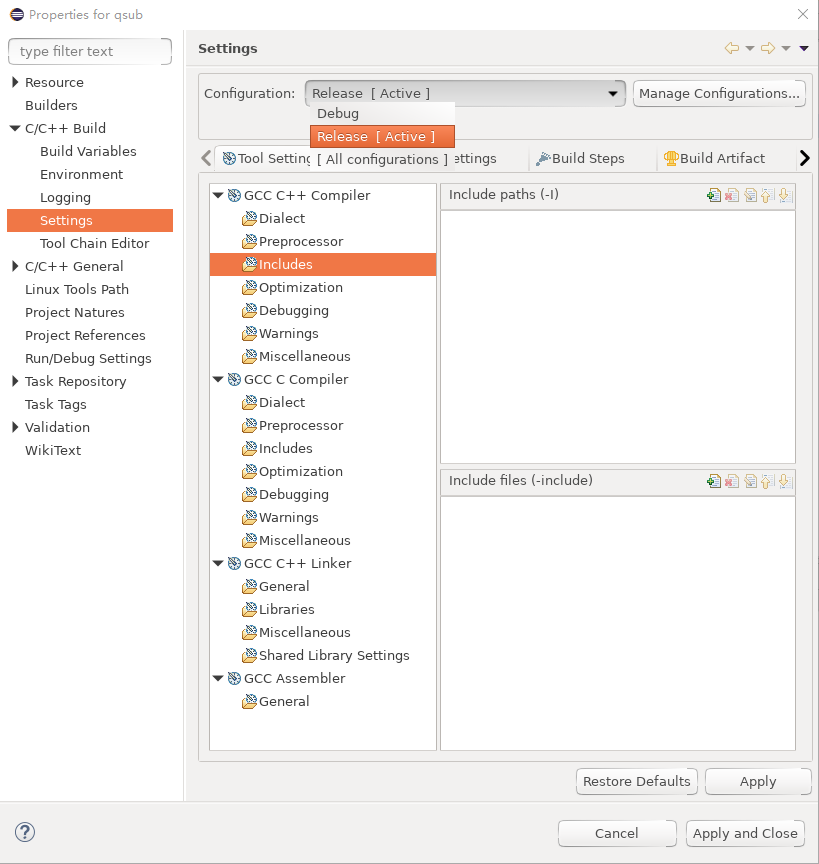 Properties for qsub
type filter text
Resource
Builders
C/C++ Build
Build Variables
Environment
Logging
Settings
Tool Chain Editor
C/C++ General
Linux Tools Path
Project Natures
Project References
Run/Debug Settings
Task Repository
Task Tags
Validation
WikiText
Settings
Configuration:
Release [ Active ]
Manage Configurations...
Debug
Release [ Active ]
[ All configurations ]
Tool Setting
ettings
Build Steps
Build Artifact
GCC C++ Compiler
Dialect
Preprocessor
Includes
Optimization
Debugging
Warnings
Miscellaneous
GCC C Compiler
Dialect
Preprocessor
Includes
Optimization
Debugging
Warnings
Miscellaneous
GCC C++ Linker
General
Libraries
Miscellaneous
Shared Library Settings
GCC Assembler
General
Include paths (-I)
Include files (-include)
Restore Defaults
Apply
?
Cancel
Apply and Close